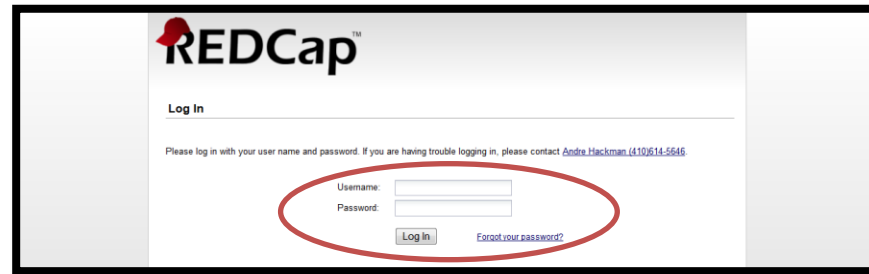 REDCap™
Log In
Please log in with your user name and password. If you are having trouble logging in, please contact Andre Hackman (410)614-5646.
Username:
Password:
Log In Forgot your password?